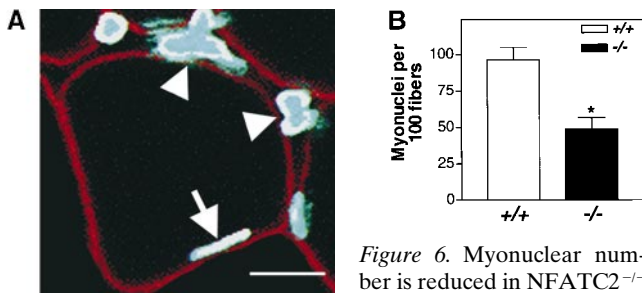 A
B
+/+
-/-
Myonuclei per
100 fibers
100
75
50
25
0
*
+/+
-/-
Figure 6. Myonuclear num-
ber is reduced in NFATC2−/−